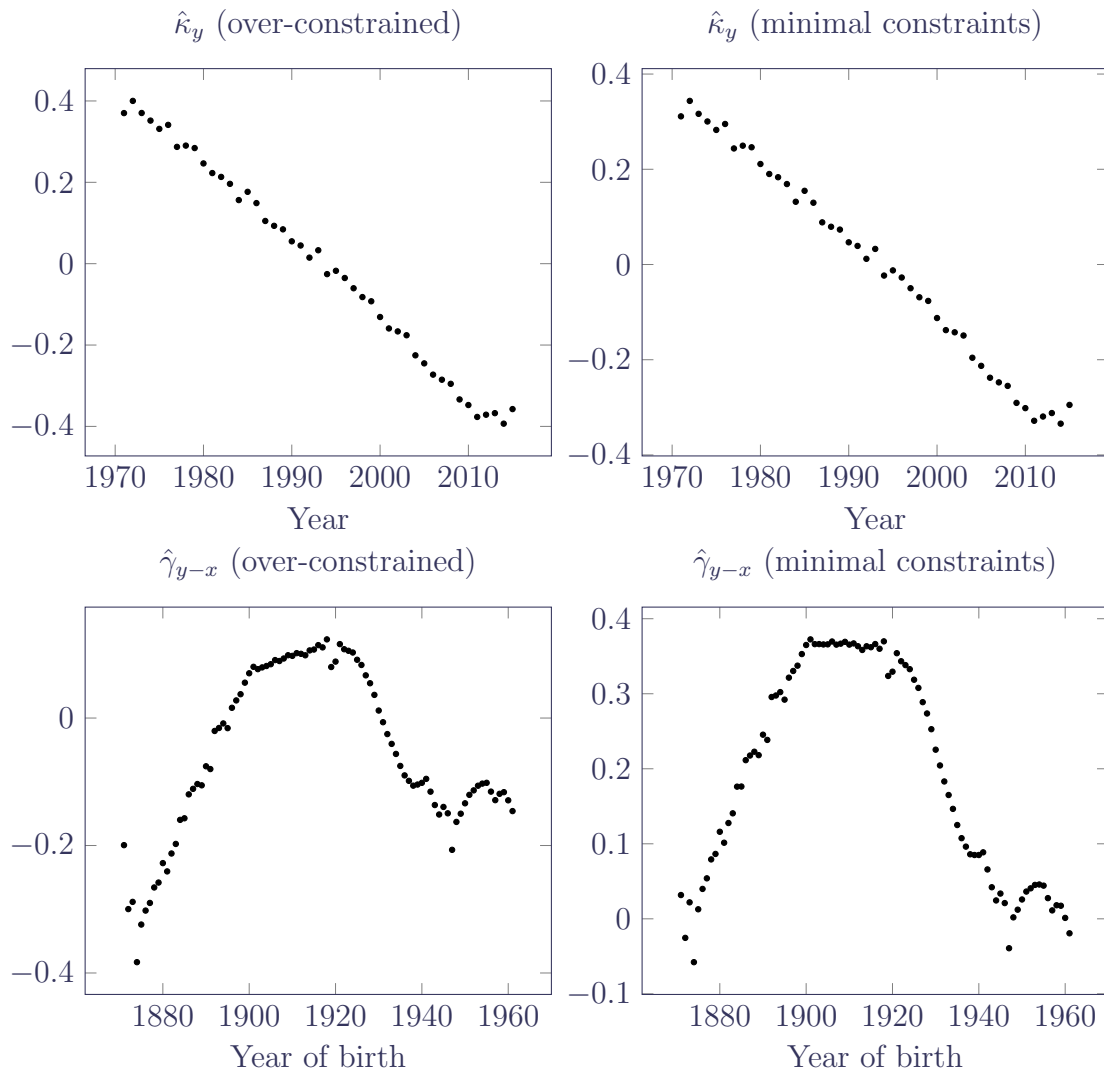 κ̂_y (over-constrained)
0.4
0.2
0
−0.2
−0.4
1970 1980 1990 2000 2010
Year
κ̂_y (minimal constraints)
0.4
0.2
0
−0.2
−0.4
1970 1980 1990 2000 2010
Year
γ̂_{y−x} (over-constrained)
0
−0.2
−0.4
1880 1900 1920 1940 1960
Year of birth
γ̂_{y−x} (minimal constraints)
0.4
0.3
0.2
0.1
0
−0.1
1880 1900 1920 1940 1960
Year of birth